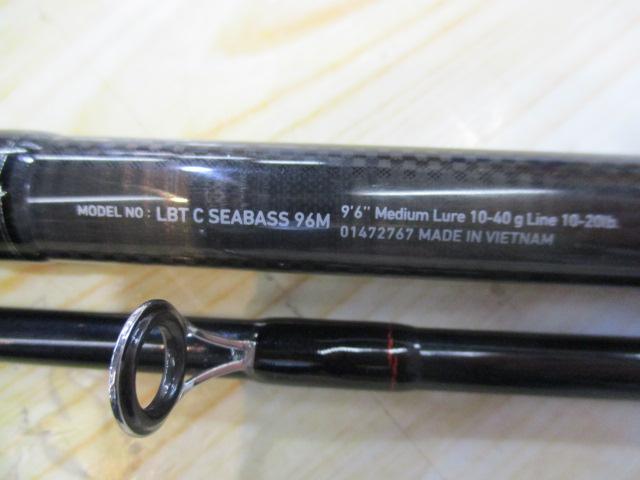 MODEL NO : LBT C SEABASS 96M 9'6" Medium Lure 10-40 g Line 10-20lb.
01472767 MADE IN VIETNAM